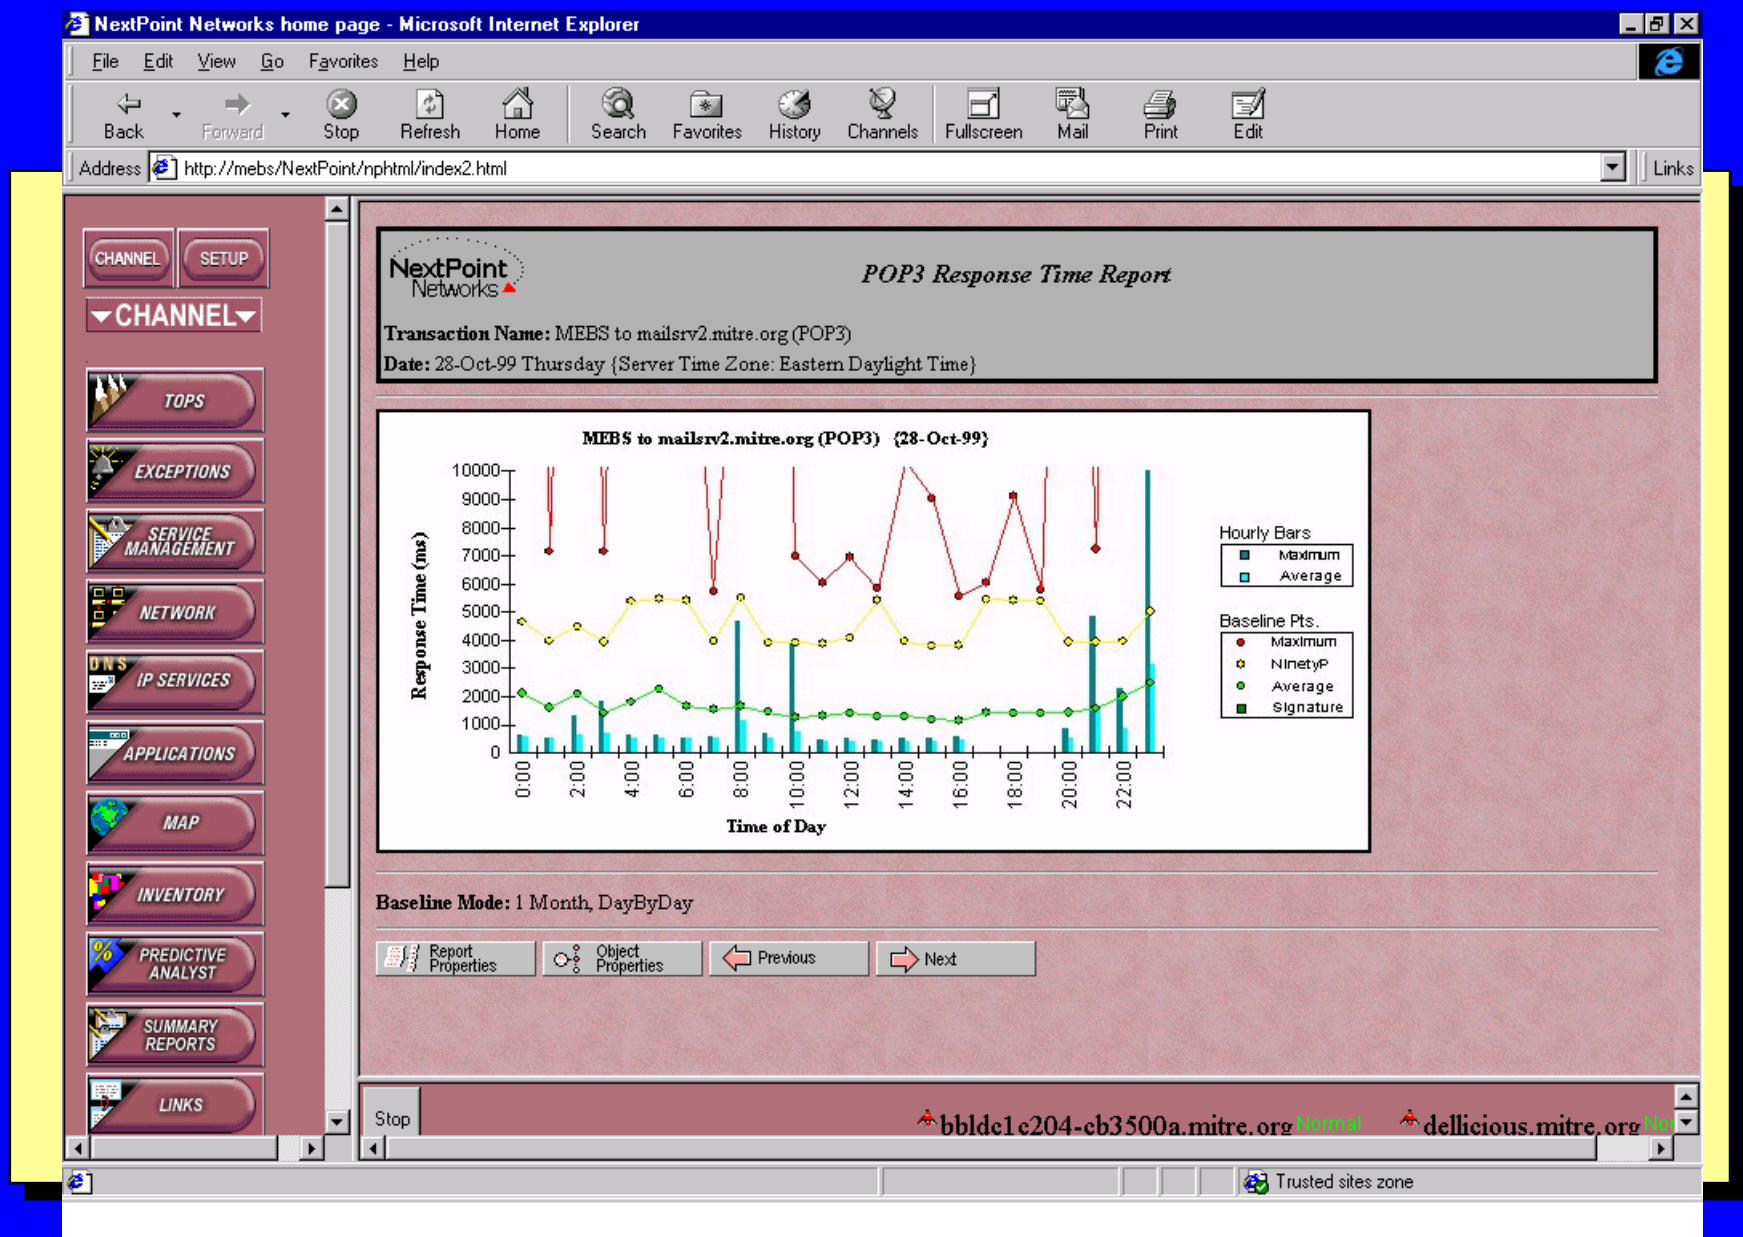 NextPoint Networks home page - Microsoft Internet Explorer
File Edit View Go Favorites Help
Back Forward Stop Refresh Home Search Favorites History Channels Fullscreen Mail Print Edit
Address http://mebs/NextPoint/nphtml/index2.html Links
CHANNEL SETUP
CHANNEL
TOPS
EXCEPTIONS
SERVICE
MANAGEMENT
NETWORK
DNS
IP SERVICES
APPLICATIONS
MAP
INVENTORY
%
PREDICTIVE
ANALYST
SUMMARY
REPORTS
LINKS
NextPoint
Networks
POP3 Response Time Report
Transaction Name: MEBS to mailsrv2.mitre.org (POP3)
Date: 28-Oct-99 Thursday {Server Time Zone: Eastern Daylight Time}
MEBS to mailsrv2.mitre.org (POP3) {28-Oct-99}
Response Time (ms)
10000
9000
8000
7000
6000
5000
4000
3000
2000
1000
0
0:00 2:00 4:00 6:00 8:00 10:00 12:00 14:00 16:00 18:00 20:00 22:00
Time of Day
Hourly Bars
Maximum
Average
Baseline Pts.
Maximum
NinetyP
Average
Signature
Baseline Mode: 1 Month, DayByDay
Report
Properties
Object
Properties
Previous
Next
Stop
bbldc1c204-cb3500a.mitre.org Normal dellicious.mitre.org Nor
Trusted sites zone